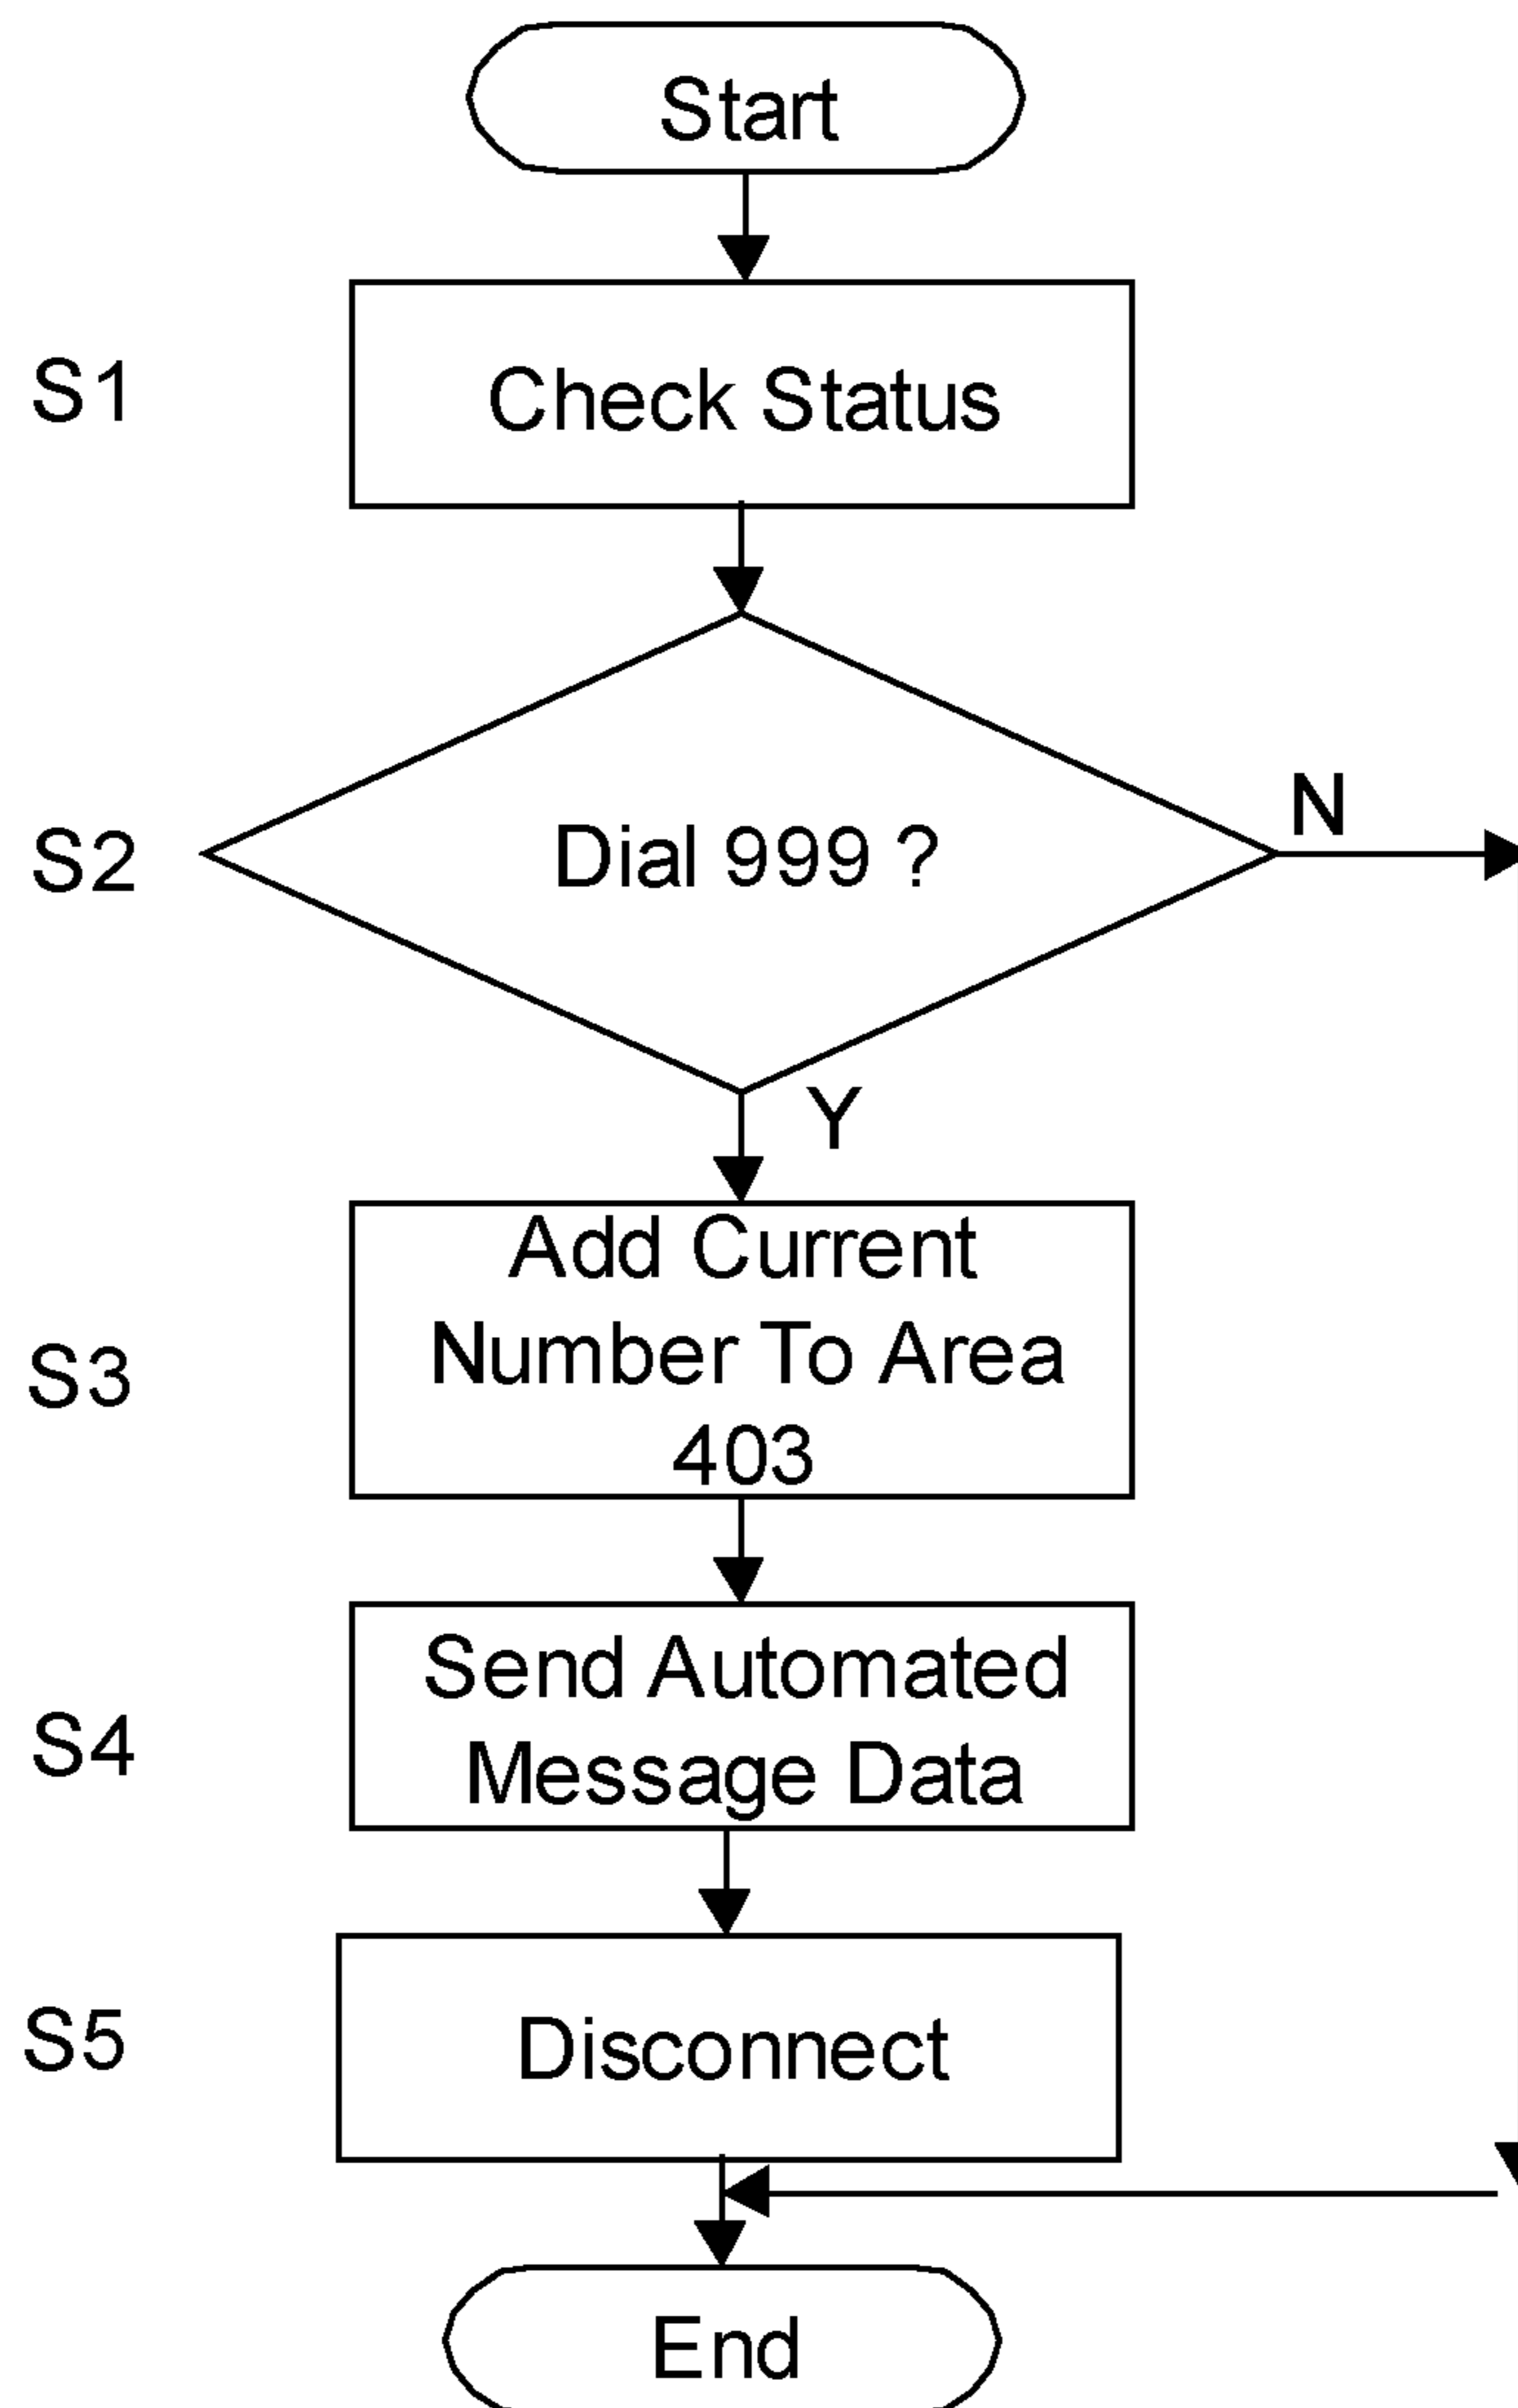 Start
S1
Check Status
S2
Dial 999 ?
N
Y
S3
Add Current
Number To Area
403
S4
Send Automated
Message Data
S5
Disconnect
End